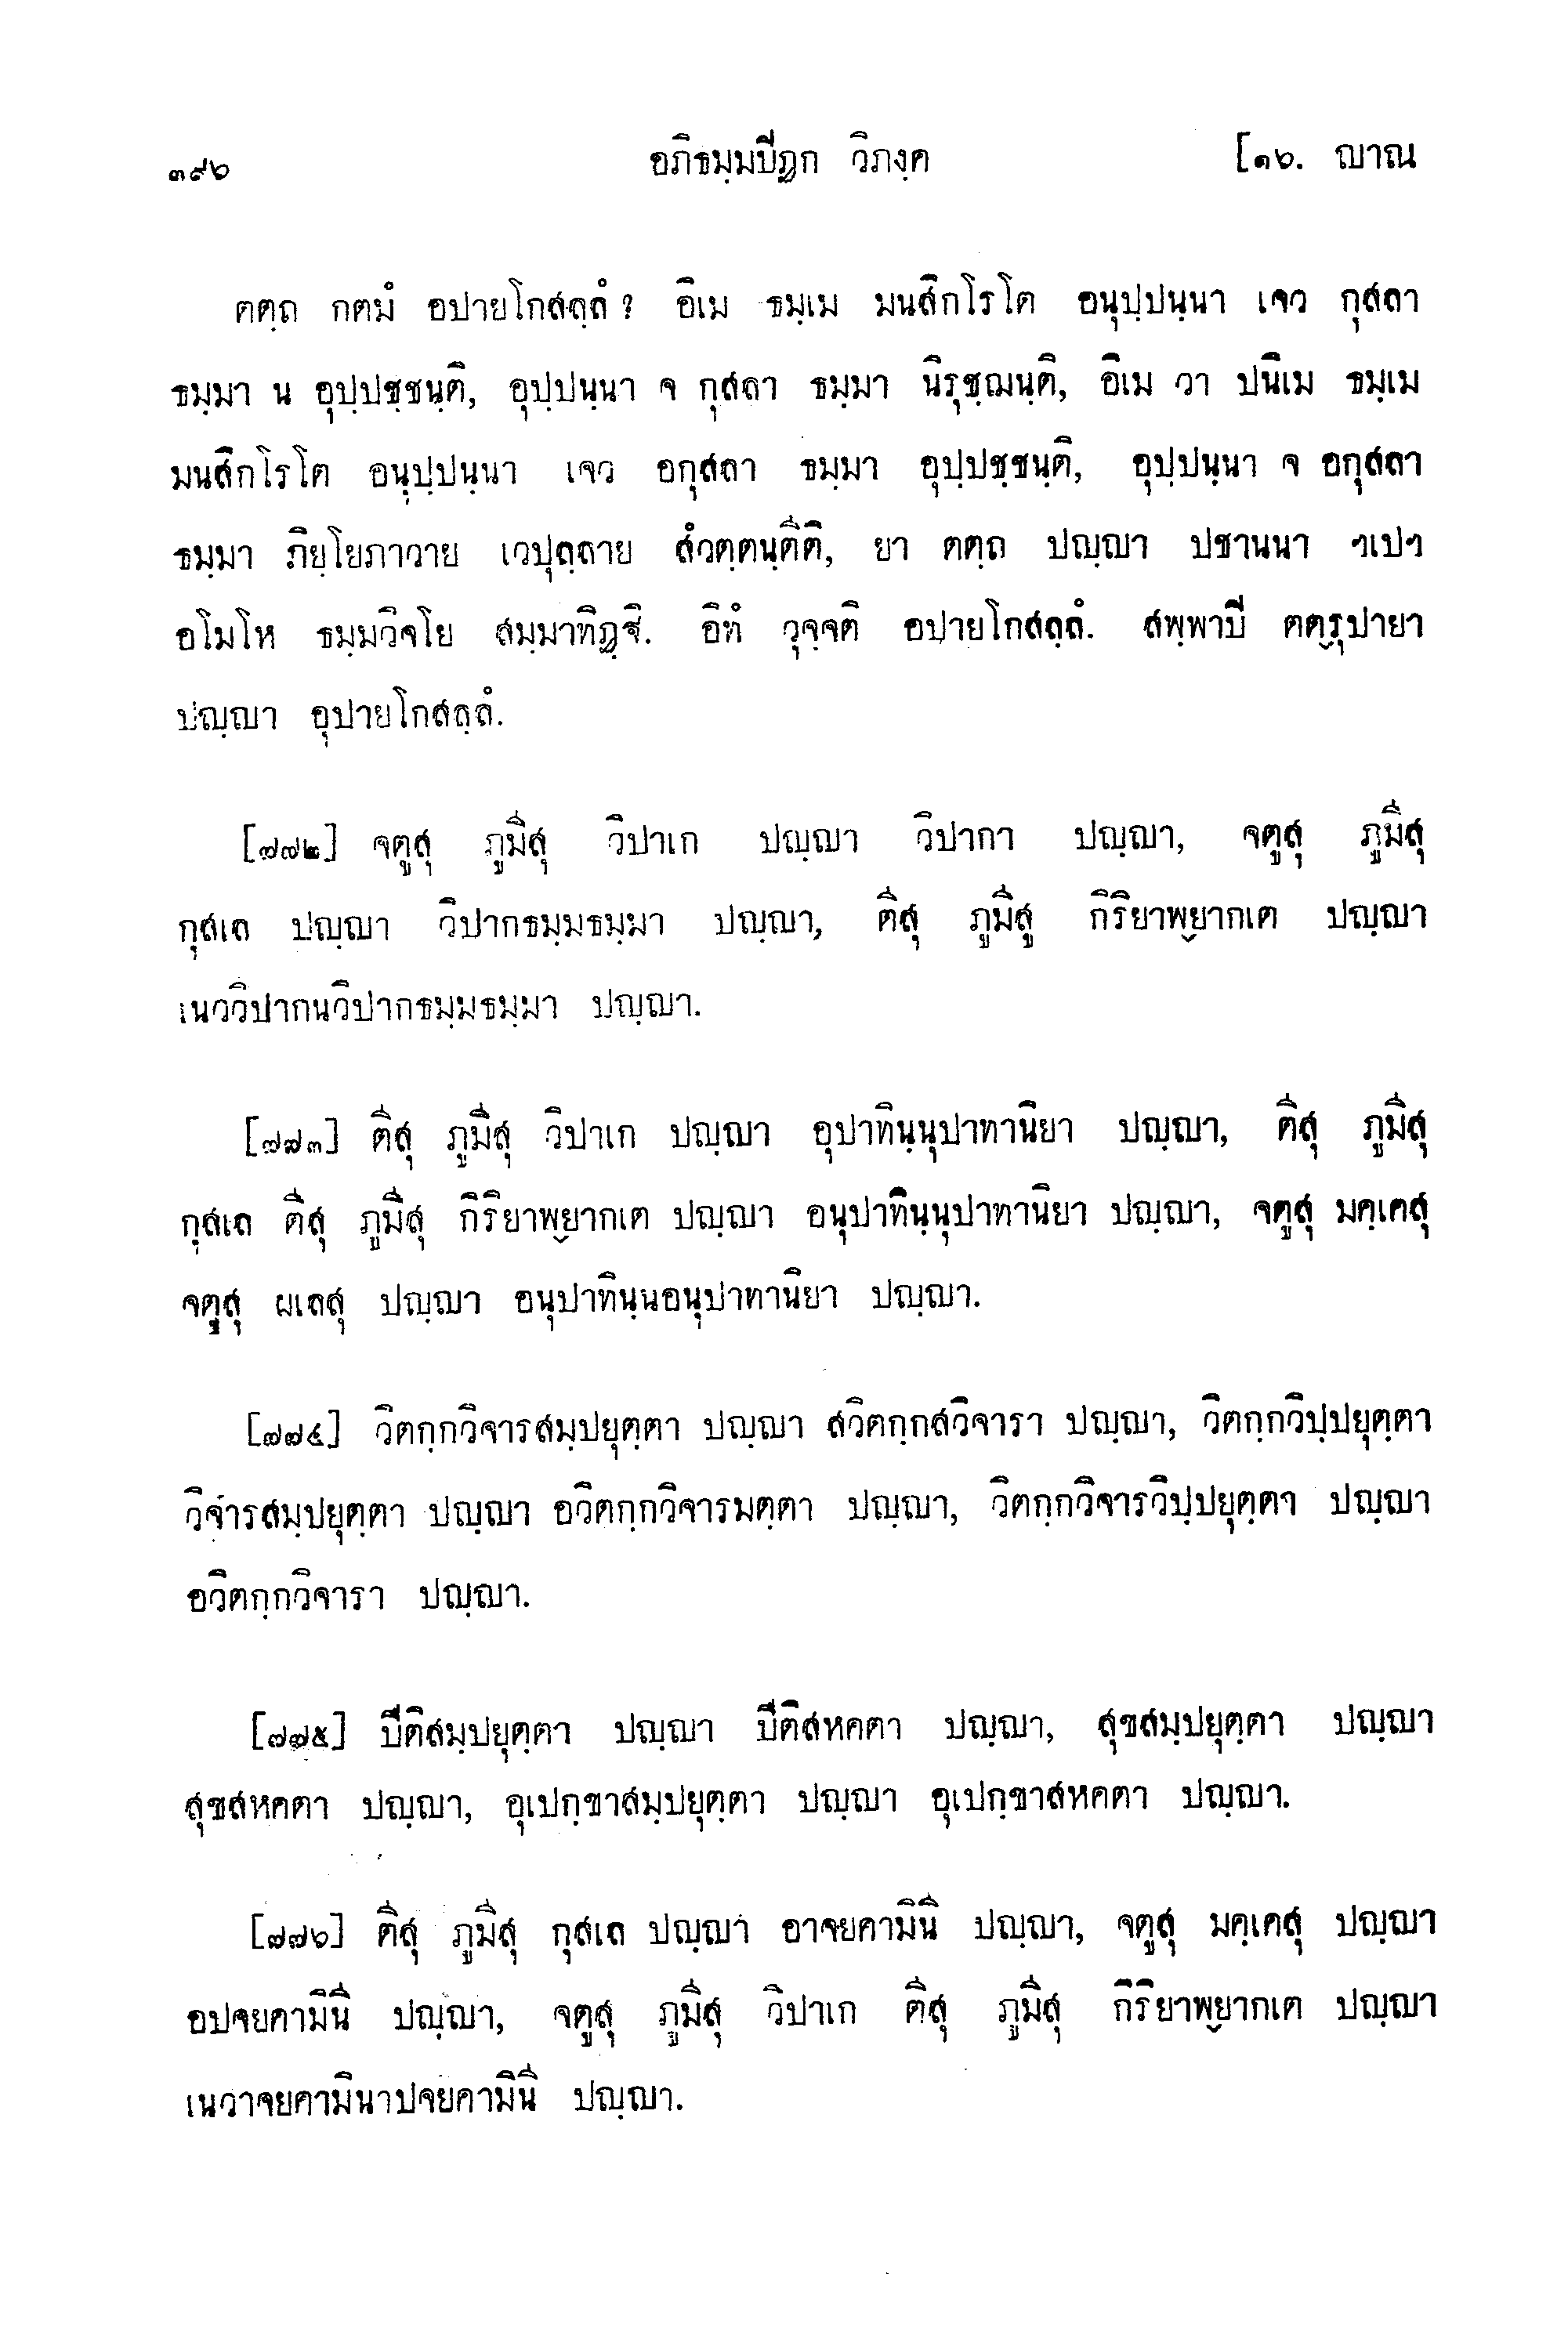 ๓๙๖ อภิธมฺมปีฏก วิภงฺค [๑๖. ญาณ
ตตฺถ กตมํ อปายโกสลฺลํ? อิเม ธมฺเม มนสิกโรโต อนุปฺปนฺนา เจว กุสลา
ธมฺมา น อุปฺปชฺชนฺติ, อุปฺปนฺนา จ กุสลา ธมฺมา นิรุชฺฌนฺติ, อิเม วา ปนิเม ธมฺเม
มนสิกโรโต อนุปฺปนฺนา เจว อกุสลา ธมฺมา อุปฺปชฺชนฺติ, อุปฺปนฺนา จ อกุสลา
ธมฺมา ภิยฺโยภาวาย เวปุลฺลาย สํวตฺตนฺตีติ, ยา ตตฺถ ปญฺญา ปชานนา ฯเปฯ
อโมโห ธมฺมวิจโย สมฺมาทิฏฺฐิ. อิทํ วุจฺจติ อปายโกสลฺลํ. สพฺพาปี ตตฺรุปายา
ปญฺญา อุปายโกสลฺลํ.
[๗๗๒] จตูสุ ภูมีสุ วิปาเก ปญฺญา วิปากา ปญฺญา, จตูสุ ภูมีสุ
กุสเล ปญฺญา วิปากธมฺมธมฺมา ปญฺญา, ตีสุ ภูมีสู กิริยาพฺยากเต ปญฺญา
เนววิปากนวิปากธมฺมธมฺมา ปญฺญา.
[๗๗๓] ตีสุ ภูมีสุ วิปาเก ปญฺญา อุปาทินฺนุปาทานิยา ปญฺญา, ตีสุ ภูมีสุ
กุสเล ตีสุ ภูมีสุ กิริยาพฺยากเต ปญฺญา อนุปาทินฺนุปาทานิยา ปญฺญา, จตูสุ มคฺเคสุ
จตูสุ ผเลสุ ปญฺญา อนุปาทินฺนอนุปาทานิยา ปญฺญา.
[๗๗๔] วิตกฺกวิจารสมฺปยุตฺตา ปญฺญา สวิตกฺกสวิจารา ปญฺญา, วิตกฺกวิปฺปยุตฺตา
วิจารสมฺปยุตฺตา ปญฺญา อวิตกฺกวิจารมตฺตา ปญฺญา, วิตกฺกวิจารวิปฺปยุตฺตา ปญฺญา
อวิตกฺกวิจารา ปญฺญา.
[๗๗๕] ปีติสมฺปยุตฺตา ปญฺญา ปีติสหคตา ปญฺญา, สุขสมฺปยุตฺตา ปญฺญา
สุขสหคตา ปญฺญา, อุเปกฺขาสมฺปยุตฺตา ปญฺญา อุเปกฺขาสหคตา ปญฺญา.
[๗๗๖] ตีสุ ภูมีสุ กุสเล ปญฺญา อาจยคามินี ปญฺญา, จตูสุ มคฺเคสุ ปญฺญา
อปจยคามินี ปญฺญา, จตูสุ ภูมีสุ วิปาเก ตีสุ ภูมีสุ กิริยาพฺยากเต ปญฺญา
เนวาจยคามินาปจยคามินี ปญฺญา.